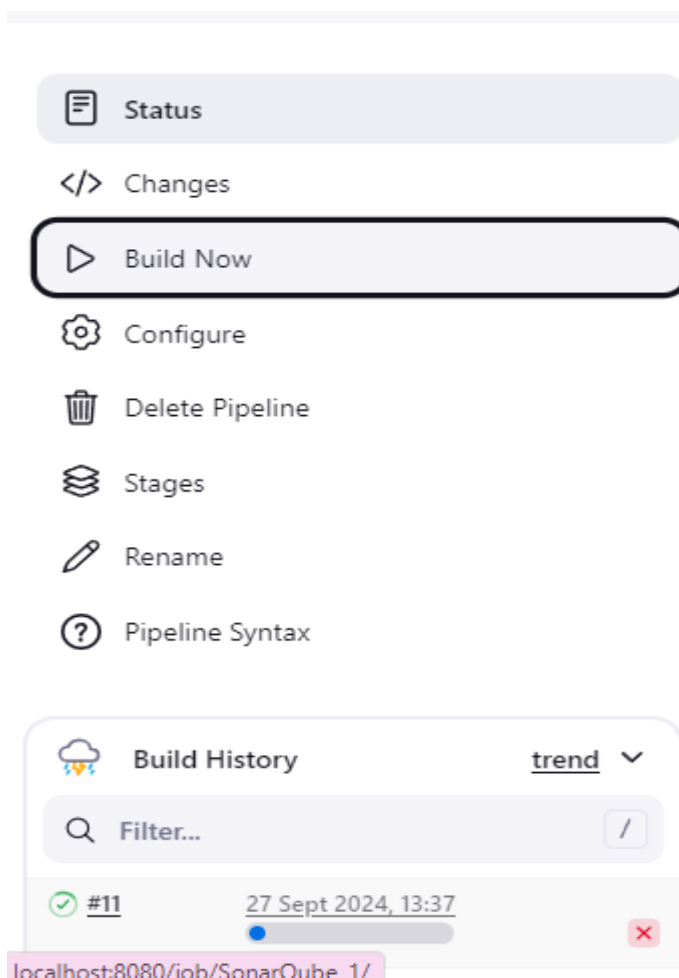 Status
Changes
Build Now
Configure
Delete Pipeline
Stages
Rename
Pipeline Syntax
Build History trend
Filter... /
#11 27 Sept 2024, 13:37
localhost:8080/job/SonarQube_1/